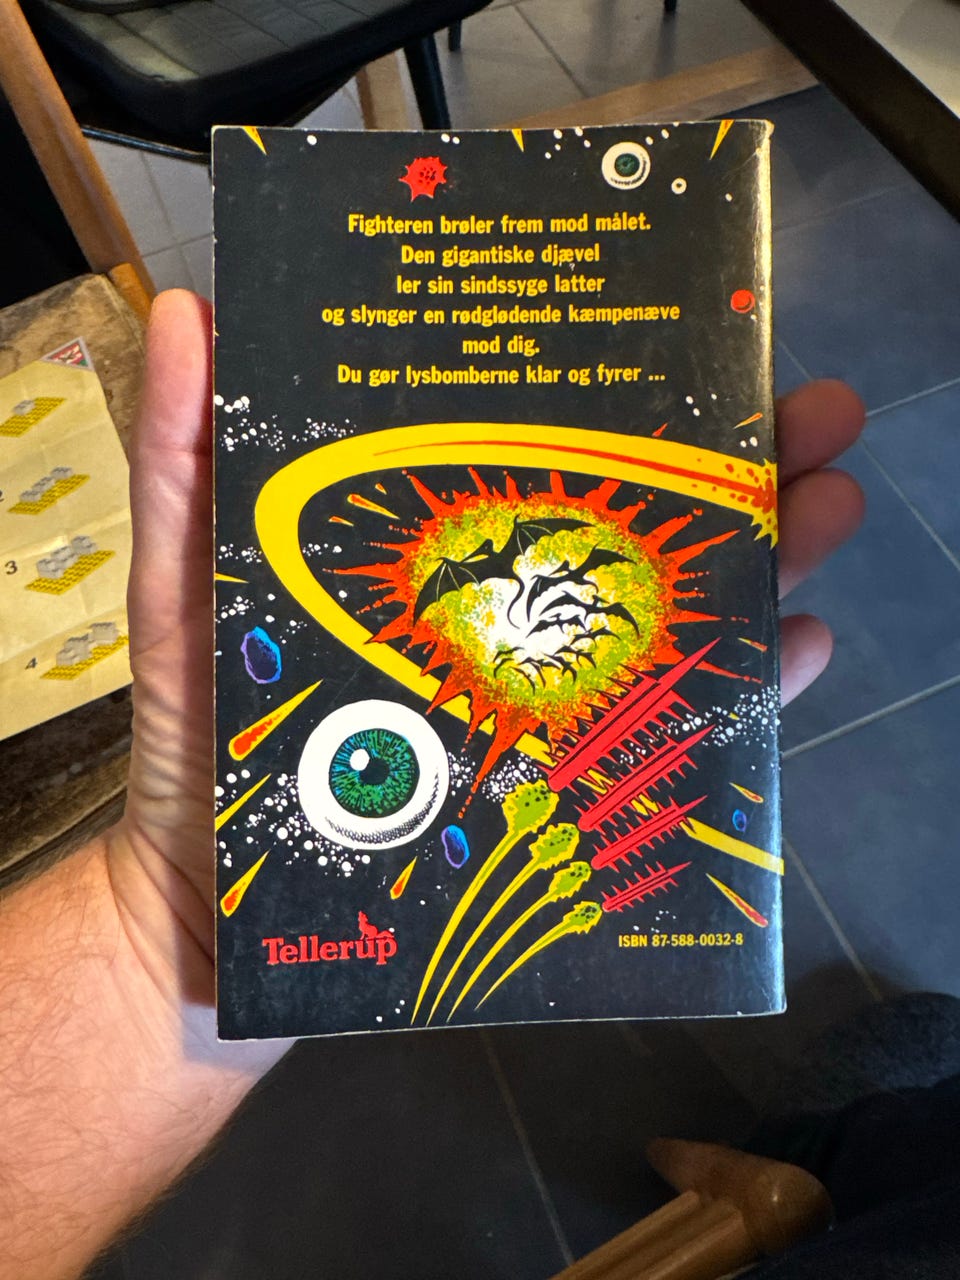 Fighteren brøler frem mod målet.
Den gigantiske djævel
ler sin sindssyge latter
og slynger en rødglødende kæmpenæve
mod dig.
Du gør lysbomberne klar og fyrer ...
3
4
Tellerup
ISBN 87-588-0032-8